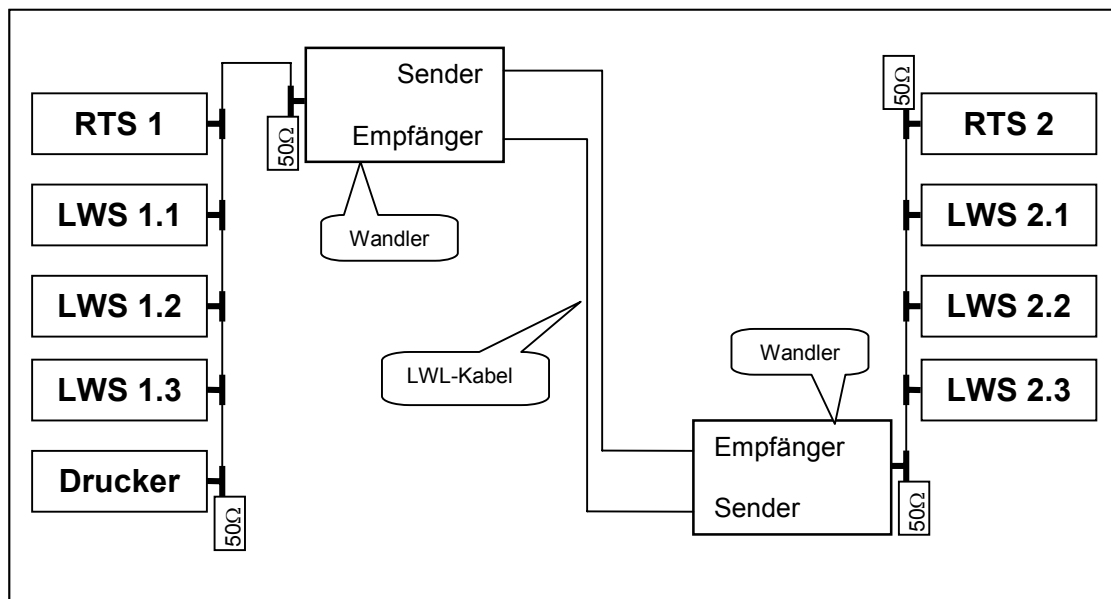 Sender
Empfänger
50Ω
Wandler
RTS 1
LWS 1.1
LWS 1.2
LWS 1.3
Drucker
50Ω
LWL-Kabel
50Ω
RTS 2
LWS 2.1
LWS 2.2
LWS 2.3
Wandler
Empfänger
Sender
50Ω